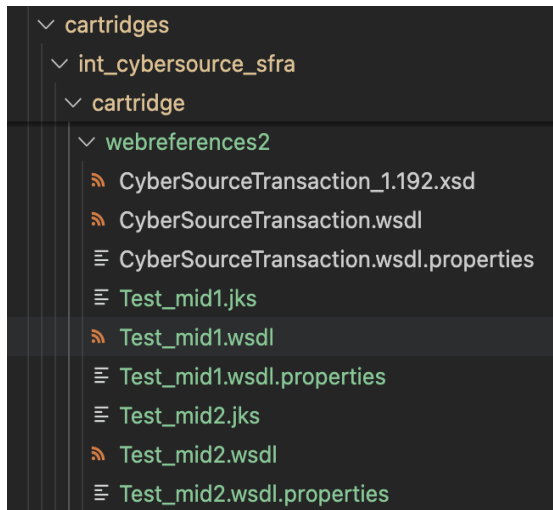 cartridges
int_cybersource_sfra
cartridge
webreferences2
CyberSourceTransaction_1.192.xsd
CyberSourceTransaction.wsdl
CyberSourceTransaction.wsdl.properties
Test_mid1.jks
Test_mid1.wsdl
Test_mid1.wsdl.properties
Test_mid2.jks
Test_mid2.wsdl
Test_mid2.wsdl.properties